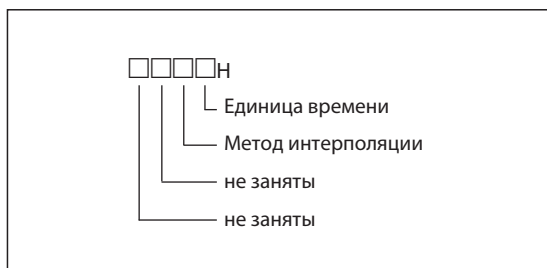 □□□□H
Единица времени
Метод интерполяции
не заняты
не заняты